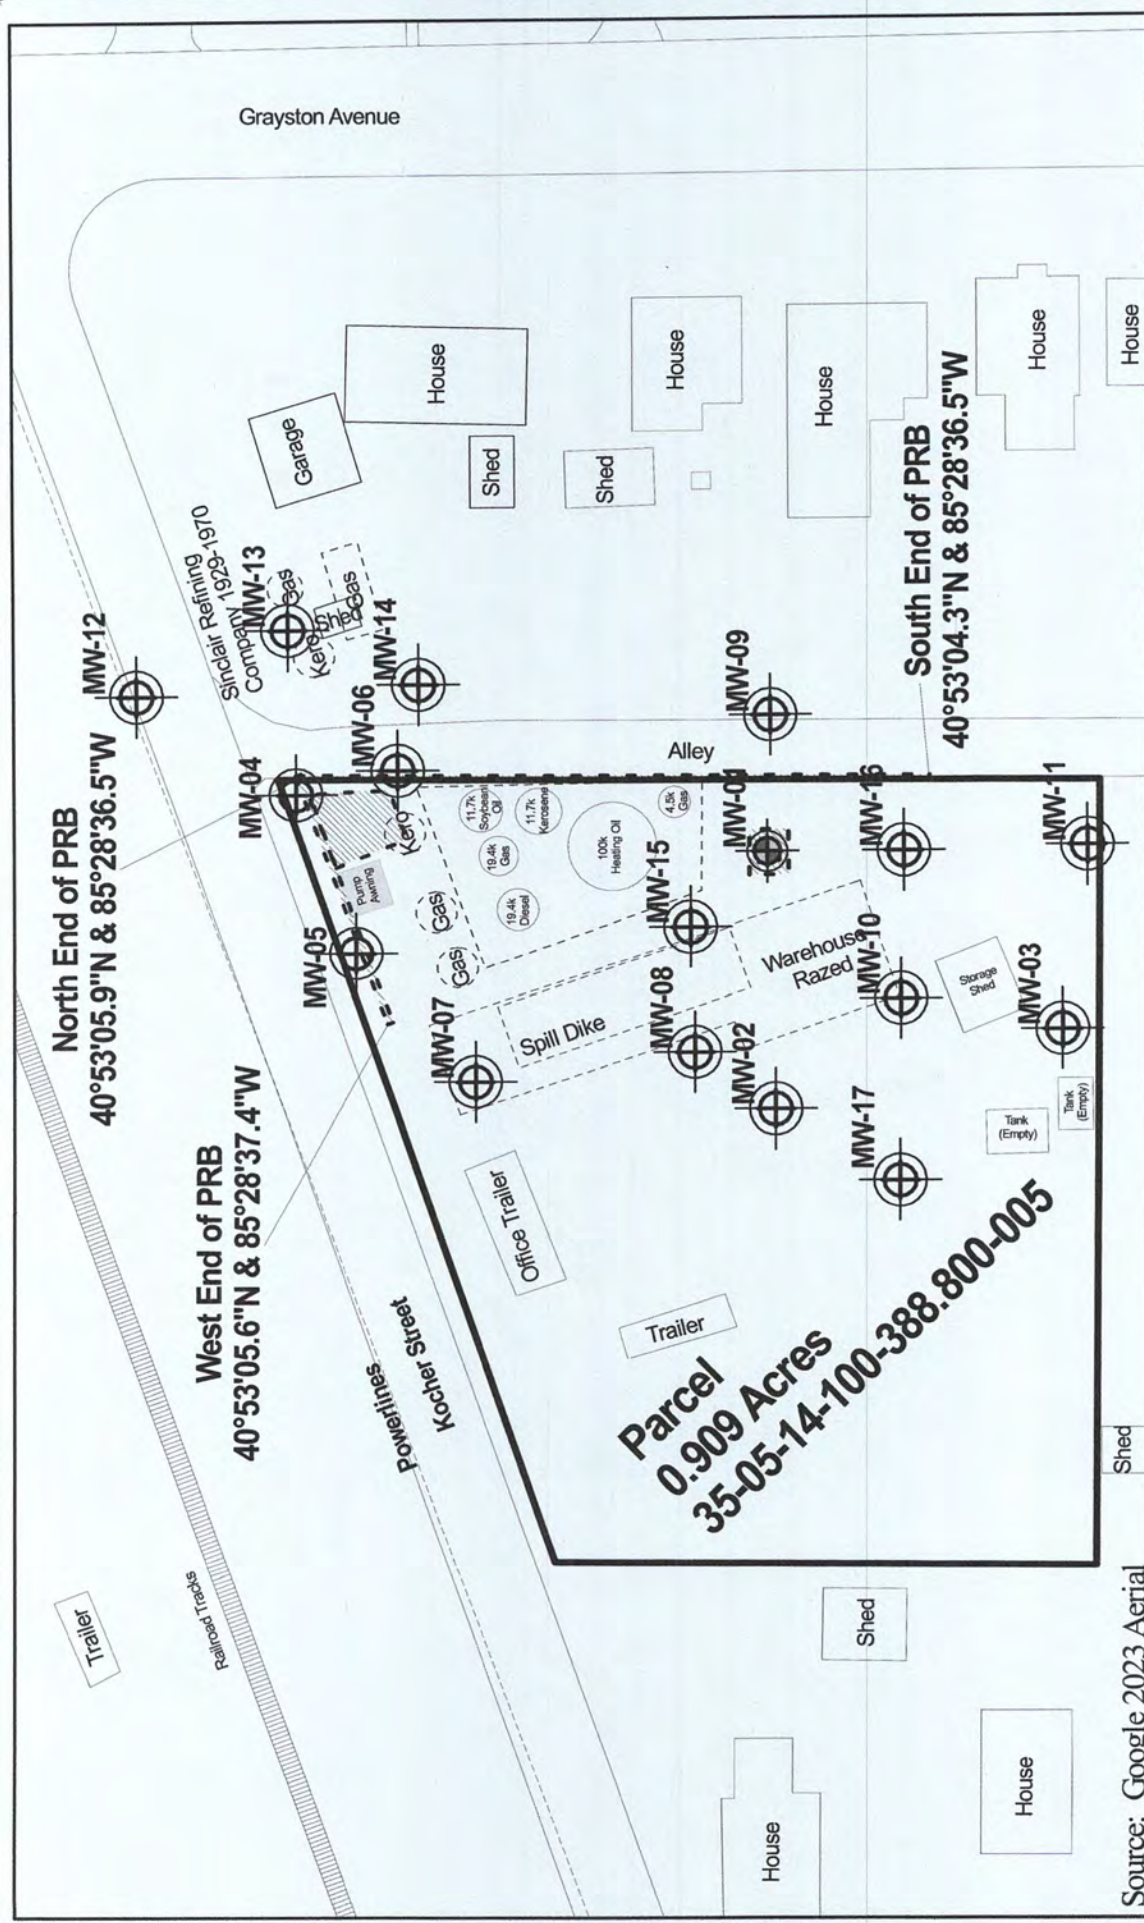 Grayston Avenue
North End of PRB
40°53'05.9"N & 85°28'36.5"W
West End of PRB
40°53'05.6"N & 85°28'37.4"W
South End of PRB
40°53'04.3"N & 85°28'36.5"W
Sinclair Refining
Company 1929-1970
MW-12
MW-13
MW-14
MW-04
MW-06
MW-05
MW-07
MW-09
MW-15
MW-08
MW-02
MW-16
MW-10
MW-17
MW-11
MW-03
Garage
House
Shed
House
Shed
House
House
House
Gas
Kero
Shed
Gas
Alley
Kero
Pump
Awning
Gas
Gas
11.7k
Soybean
Oil
11.7k
Kerosene
19.4k
Gas
19.4k
Diesel
100k
Heating Oil
4.5k
Gas
Spill Dike
Warehouse
Razed
Storage
Shed
Tank
(Empty)
Tank
(Empty)
Office Trailer
Trailer
Powerlines
Kocher Street
Railroad Tracks
Trailer
Parcel
0.909 Acres
35-05-14-100-388.800-005
Shed
Shed
House
House
Source: Google 2023 Aerial